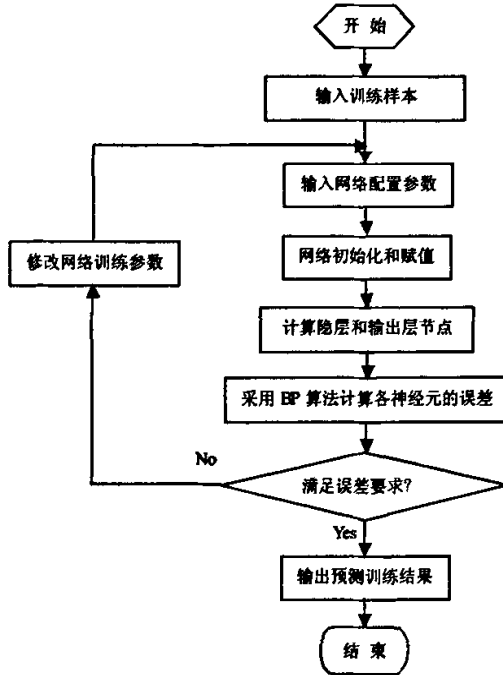 开 始
输入训练样本
输入网络配置参数
网络初始化和赋值
修改网络训练参数
计算隐层和输出层节点
采用 BP 算法计算各神经元的误差
No
满足误差要求?
Yes
输出预测训练结果
结 束